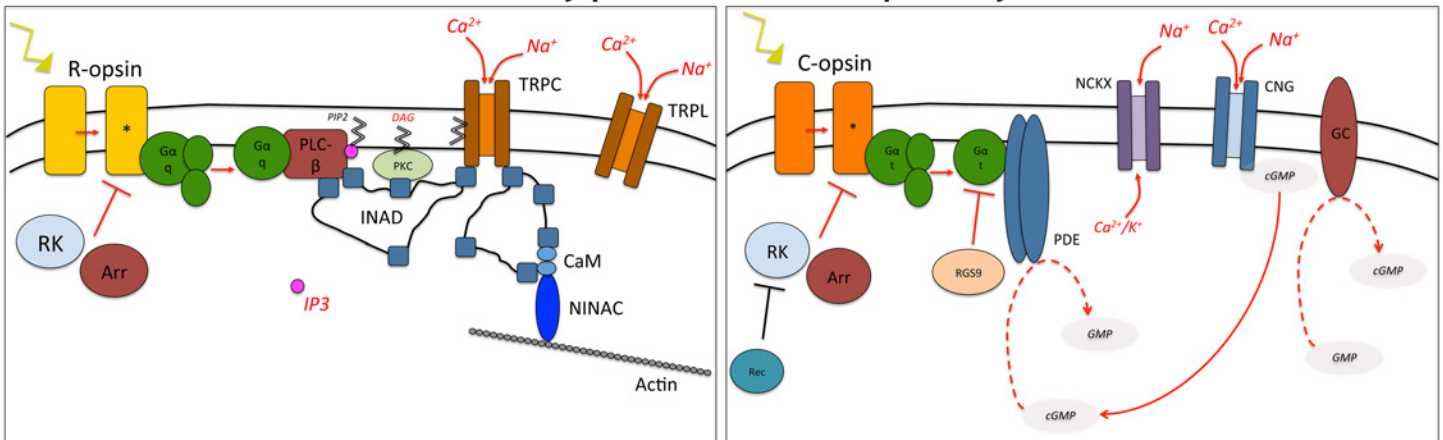 Ca2+
Na+
R-opsin
*
Gα
q
Gα
q
PLC-
β
PIP2
DAG
PKC
TRPC
Ca2+
Na+
TRPL
INAD
RK
Arr
IP3
CaM
NINAC
Actin
C-opsin
*
Gα
t
Gα
t
NCKX
Na+
Ca2+
Na+
CNG
GC
cGMP
Ca2+/K+
PDE
RK
Arr
RGS9
cGMP
GMP
GMP
Rec
cGMP